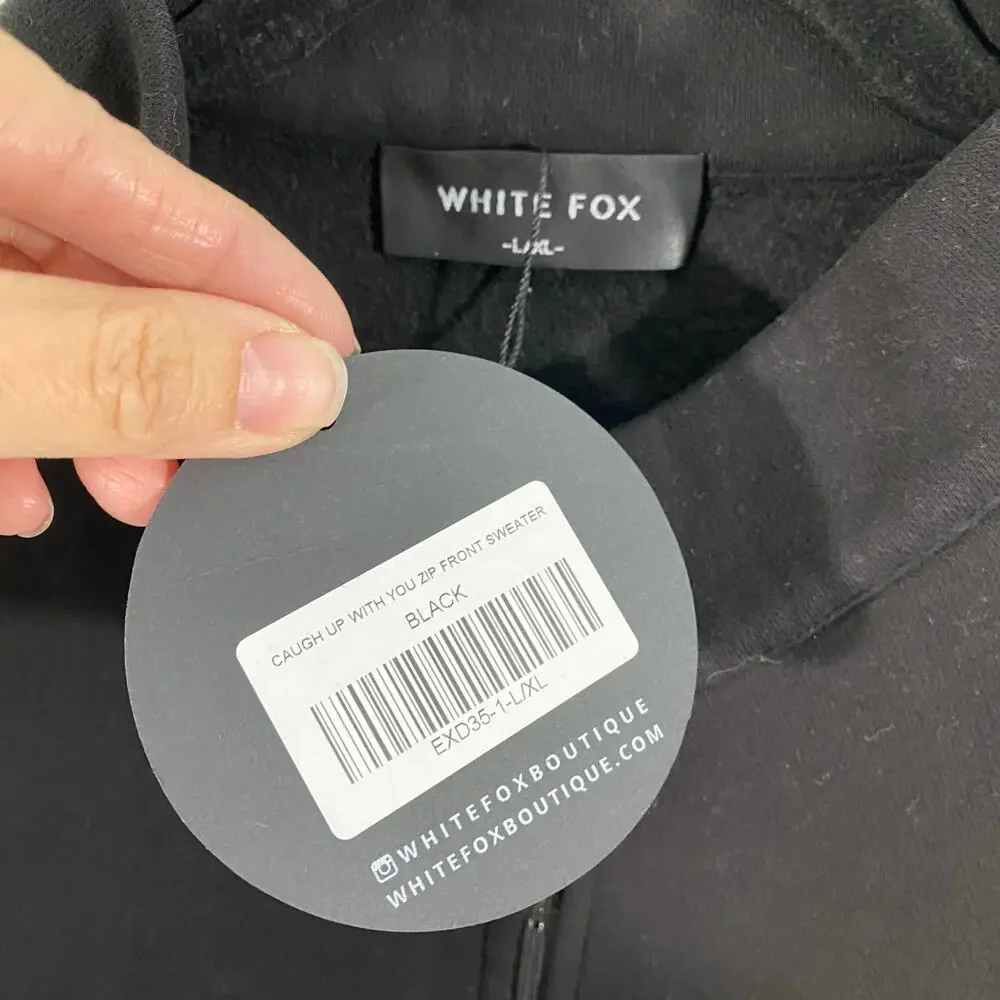 WHITE FOX
-L/XL-
CAUGH UP WITH YOU ZIP FRONT SWEATER
BLACK
EXD35-1-L/XL
WHITEFOXBOUTIQUE
WHITEFOXBOUTIQUE.COM